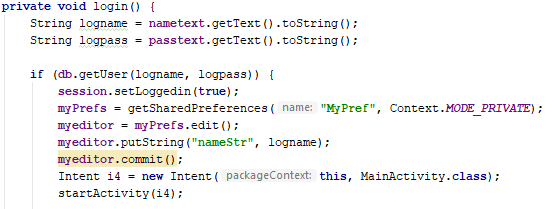 private void login() {
String logname = nametext.getText().toString();
String logpass = passtext.getText().toString();
if (db.getUser(logname, logpass)) {
session.setLoggedin(true);
myPrefs = getSharedPreferences( name: "MyPref", Context.MODE_PRIVATE);
myeditor = myPrefs.edit();
myeditor.putString("nameStr", logname);
myeditor.commit();
Intent i4 = new Intent( packageContext: this, MainActivity.class);
startActivity(i4);